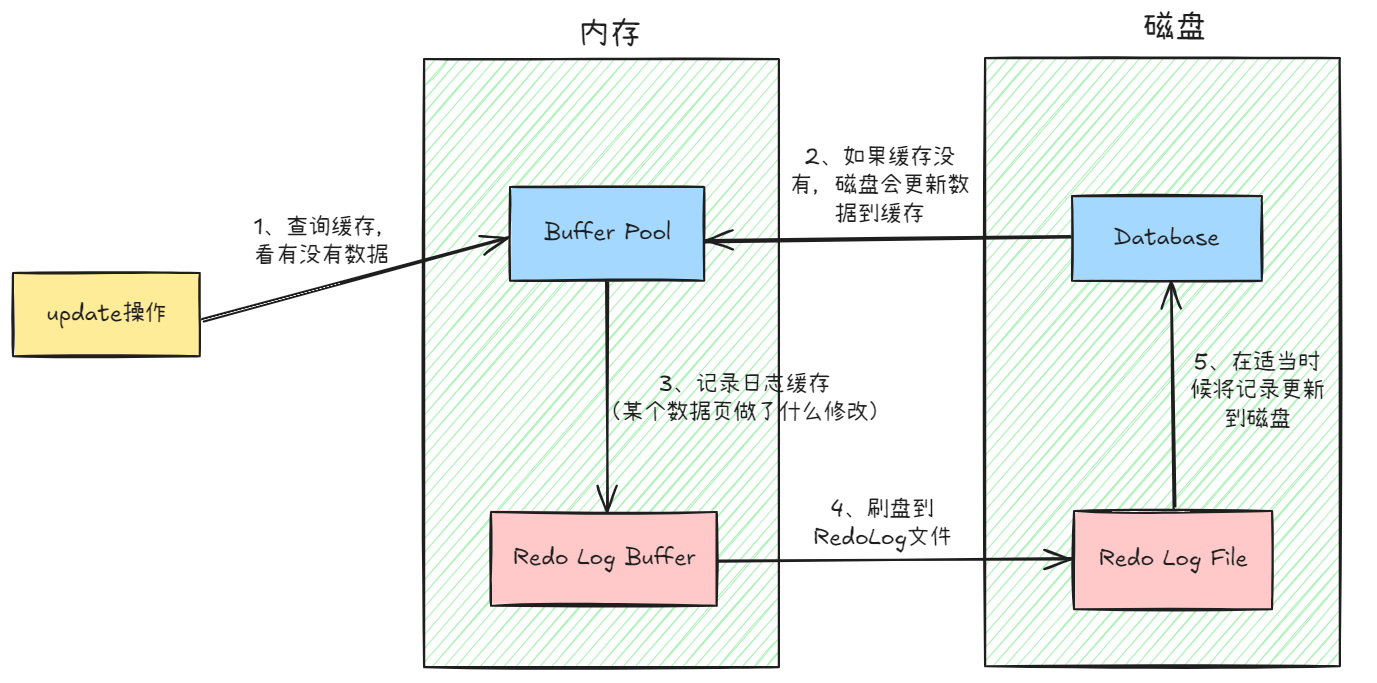 内存
磁盘
1、查询缓存，
看有没有数据
update操作
Buffer Pool
2、如果缓存没
有，磁盘会更新数
据到缓存
Database
3、记录日志缓存
（某个数据页做了什么修改）
5、在适当时
候将记录更新
到磁盘
Redo Log Buffer
4、刷盘到
RedoLog文件
Redo Log File